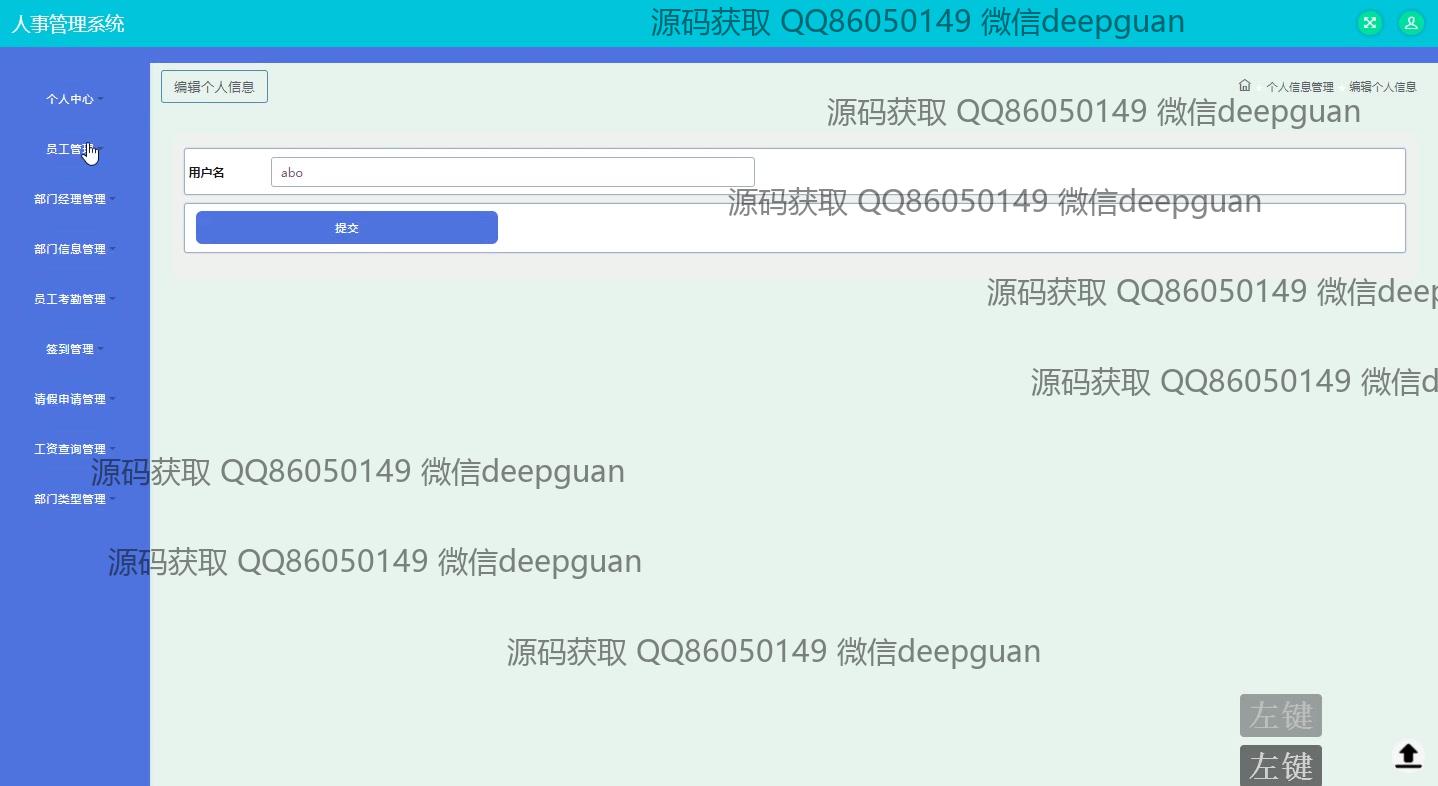 人事管理系统
源码获取 QQ86050149 微信deepguan
个人中心
员工管理
部门经理管理
部门信息管理
员工考勤管理
签到管理
请假申请管理
工资查询管理
部门类型管理
编辑个人信息
个人信息管理 编辑个人信息
源码获取 QQ86050149 微信deepguan
用户名 abo
源码获取 QQ86050149 微信deepguan
提交
源码获取 QQ86050149 微信deep
源码获取 QQ86050149 微信d
源码获取 QQ86050149 微信deepguan
源码获取 QQ86050149 微信deepguan
源码获取 QQ86050149 微信deepguan
左键
左键